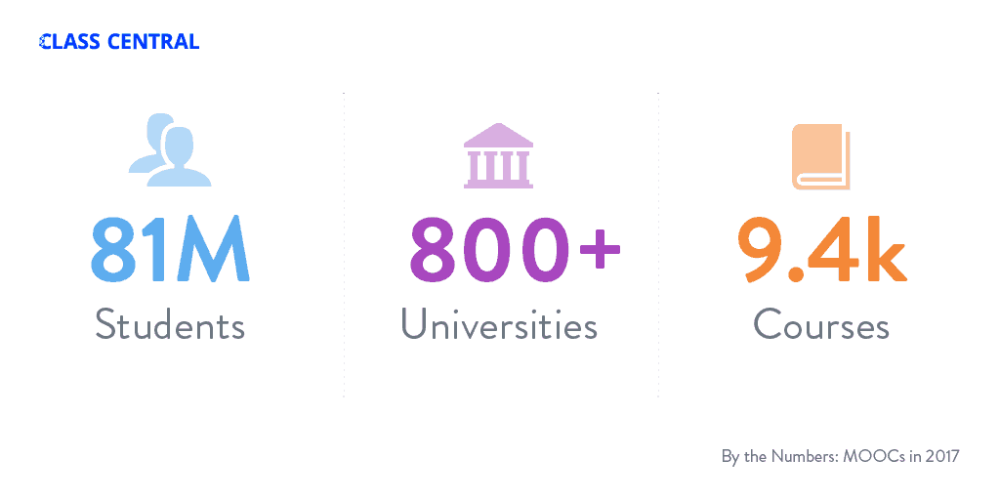 CLASS CENTRAL
81M
Students
800+
Universities
9.4k
Courses
By the Numbers: MOOCs in 2017